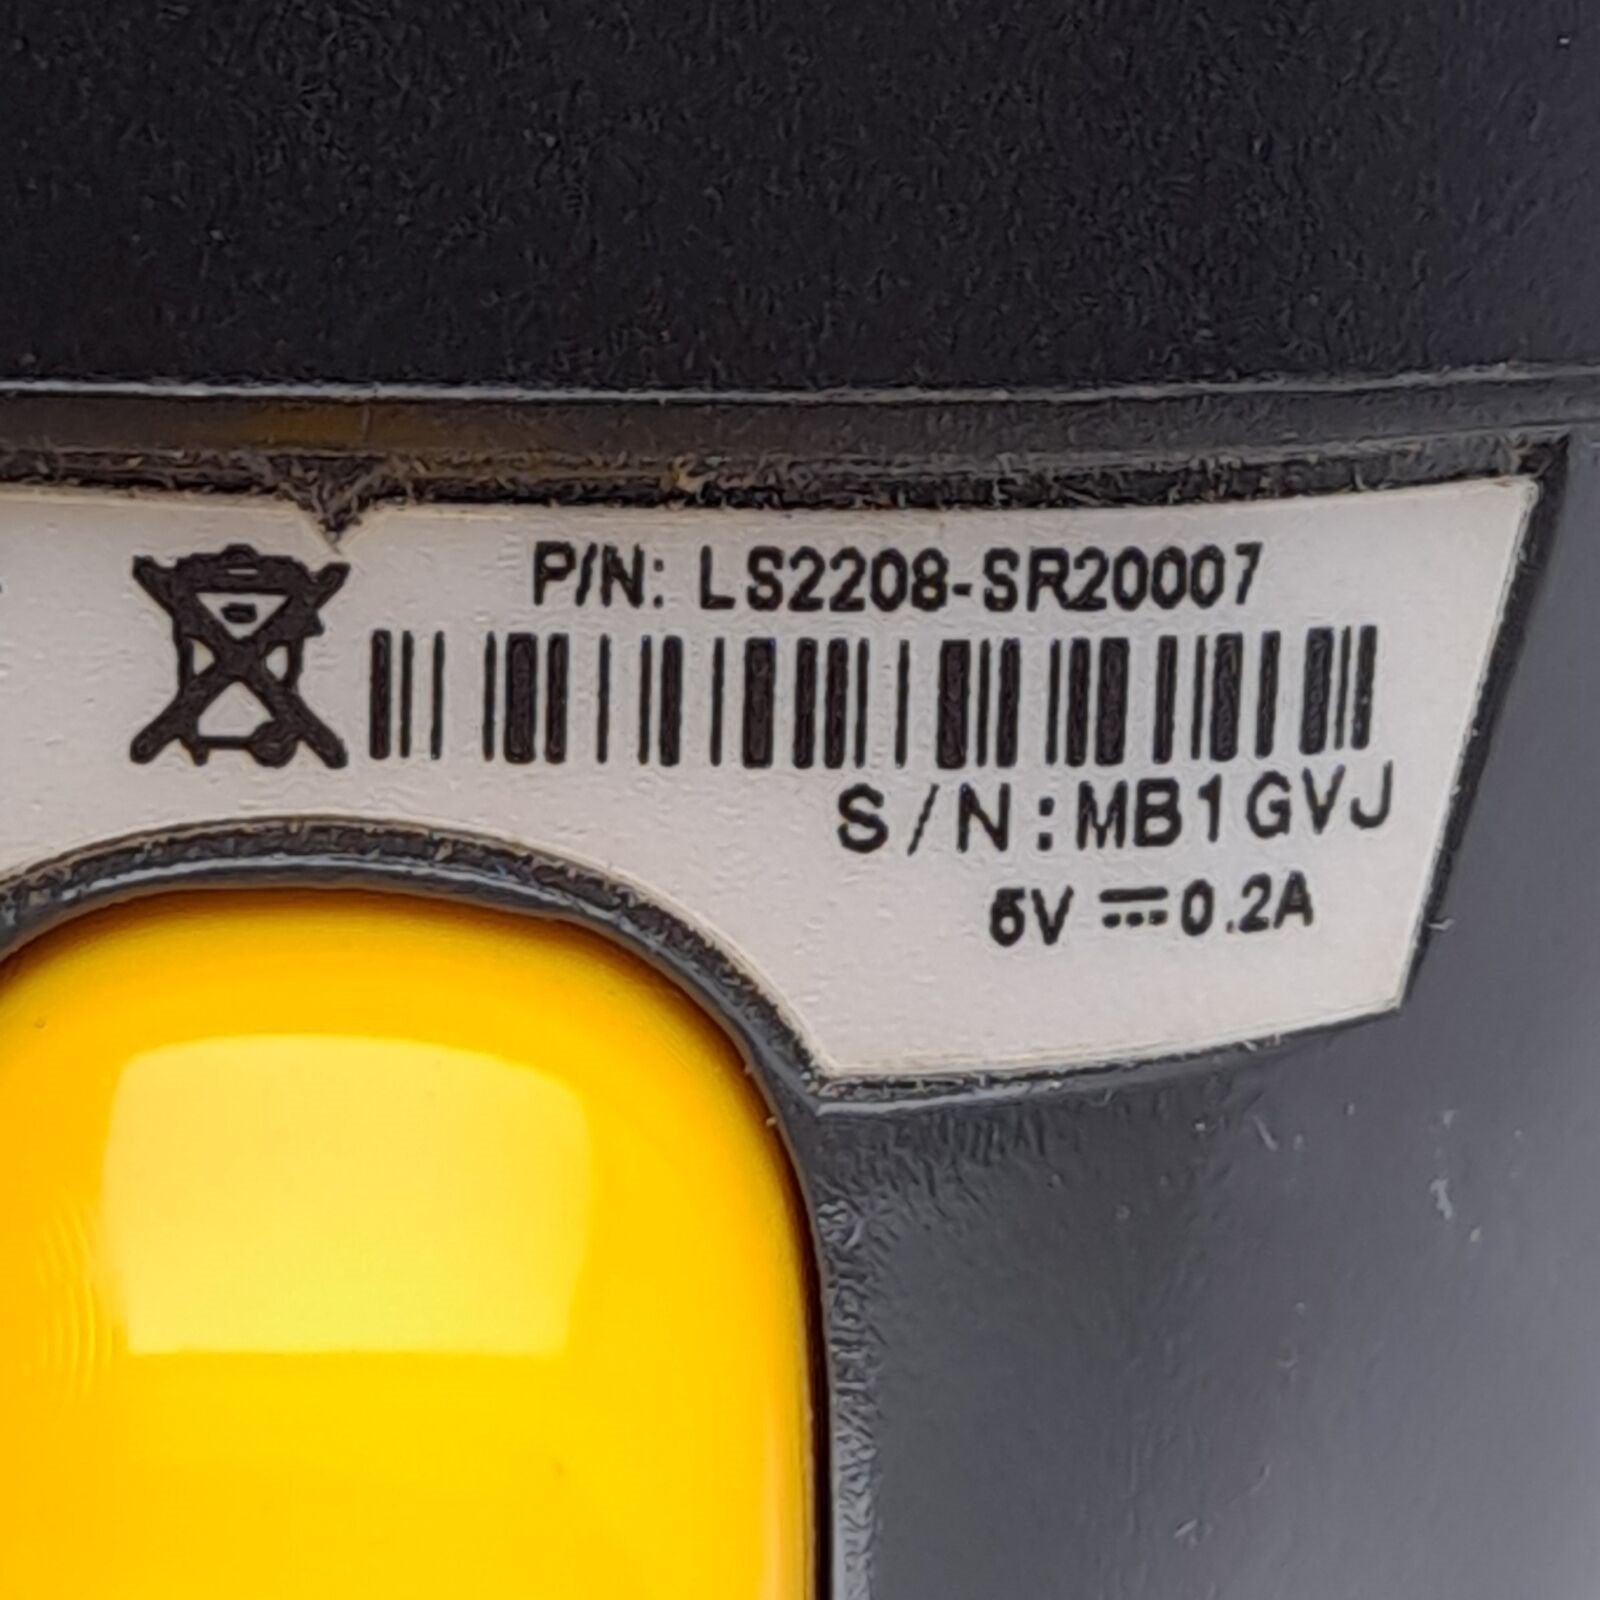 P/N: LS2208-SR20007
S/N:MB1GVJ
5V ⎓ 0.2A